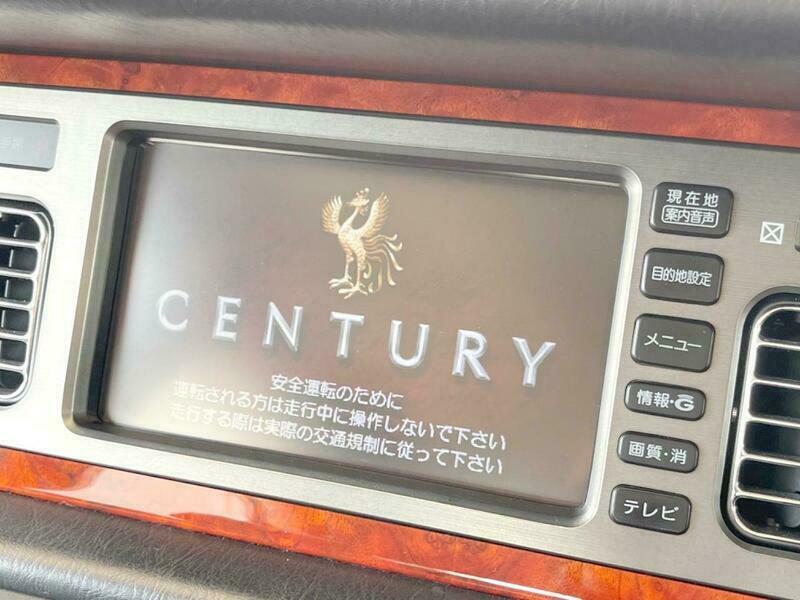 CENTURY
安全運転のために
運転される方は走行中に操作しないで下さい
走行する際は実際の交通規制に従って下さい
現在地
案内音声
目的地設定
メニュー
情報・G
画質・消
テレビ